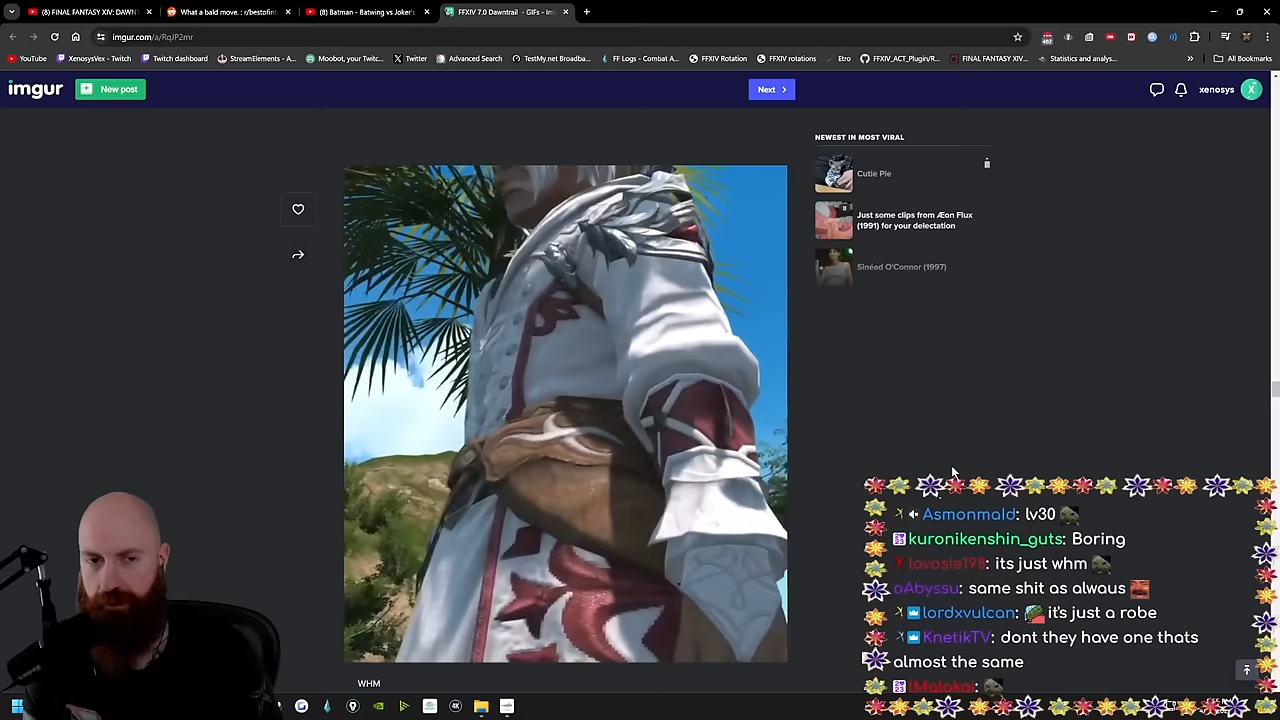 (6) FINAL FANTASY XIV: DAWNT
What a bald move. : r/bestofint
(8) Batman - Batwing vs Joker's
FFXIV 7.0 Dawntrail - GIFs - Im
imgur.com/a/RqJP2mr
YouTube
XenosysVex - Twitch
Twitch dashboard
StreamElements - A...
Moobot, your Twitc...
Twitter
Advanced Search
TestMy.net Broadba...
FF Logs - Combat A...
FFXIV Rotation
FFXIV rotations
Etro
FFXIV_ACT_Plugin/R...
FINAL FANTASY XIV...
Statistics and analys...
All Bookmarks
imgur
New post
Next
xenosys
NEWEST IN MOST VIRAL
Cutie Pie
Just some clips from Æon Flux
(1991) for your delectation
Sinéad O'Connor (1997)
Asmonmald: lv30
kuronikenshin_guts: Boring
lavosle198: its just whm
oAbyssu: same shit as alwaus
lordxvulcan: it's just a robe
KnetikTV: dont they have one thats
almost the same
WHM